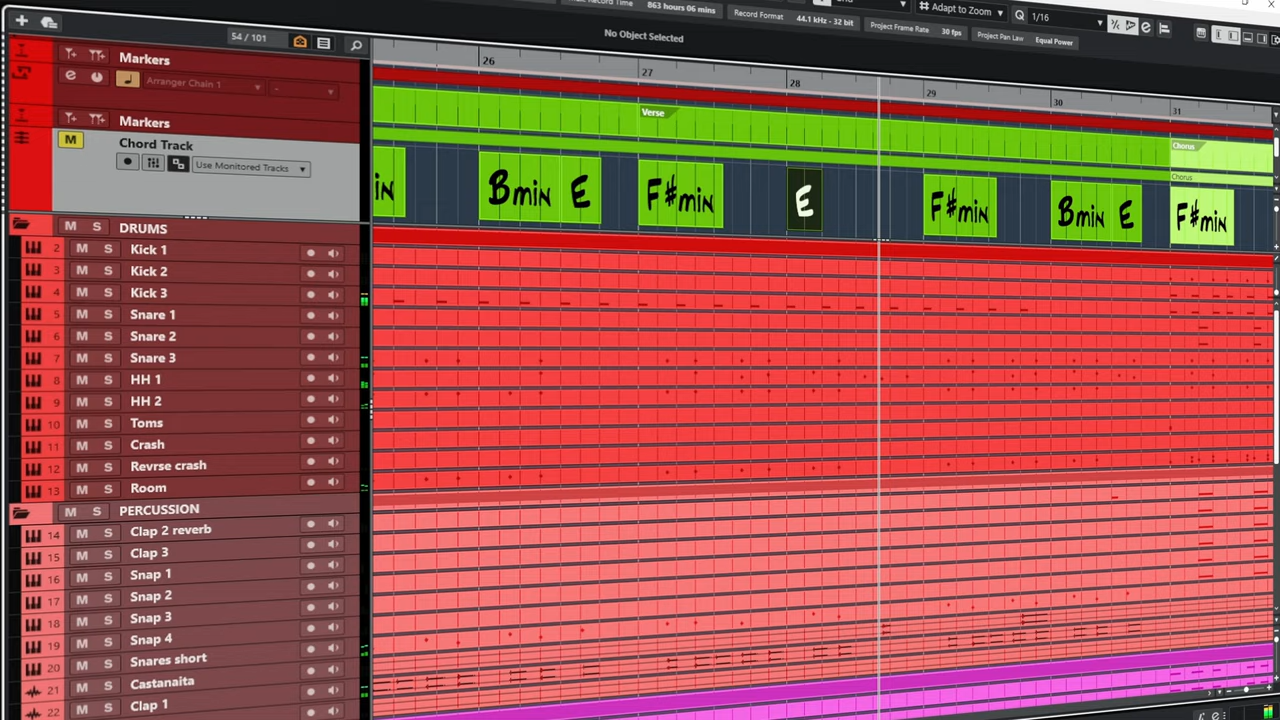 Record Time
863 hours 06 mins
Record Format
44.1 kHz - 32 bit
Project Frame Rate
30 fps
Project Pan Law
Equal Power
Adapt to Zoom
1/16
No Object Selected
54 / 101
26
27
28
29
30
31
Markers
Arranger Chain 1
Markers
Verse
Chorus
Chorus
M
Chord Track
Use Monitored Tracks
Bmin E F#min E F#min Bmin E F#min
M S DRUMS
2 M S Kick 1
3 M S Kick 2
4 M S Kick 3
5 M S Snare 1
6 M S Snare 2
7 M S Snare 3
8 M S HH 1
9 M S HH 2
10 M S Toms
11 M S Crash
12 M S Revrse crash
13 M S Room
M S PERCUSSION
14 M S Clap 2 reverb
15 M S Clap 3
16 M S Snap 1
17 M S Snap 2
18 M S Snap 3
19 M S Snap 4
20 M S Snares short
21 M S Castanaita
22 M S Clap 1